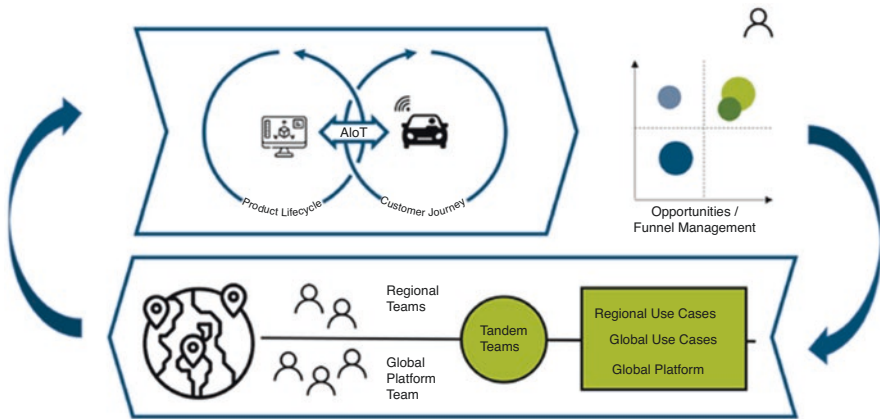 AIoT
Product Lifecycle
Customer Journey
Opportunities /
Funnel Management
Regional
Teams
Global
Platform
Team
Tandem
Teams
Regional Use Cases
Global Use Cases
Global Platform